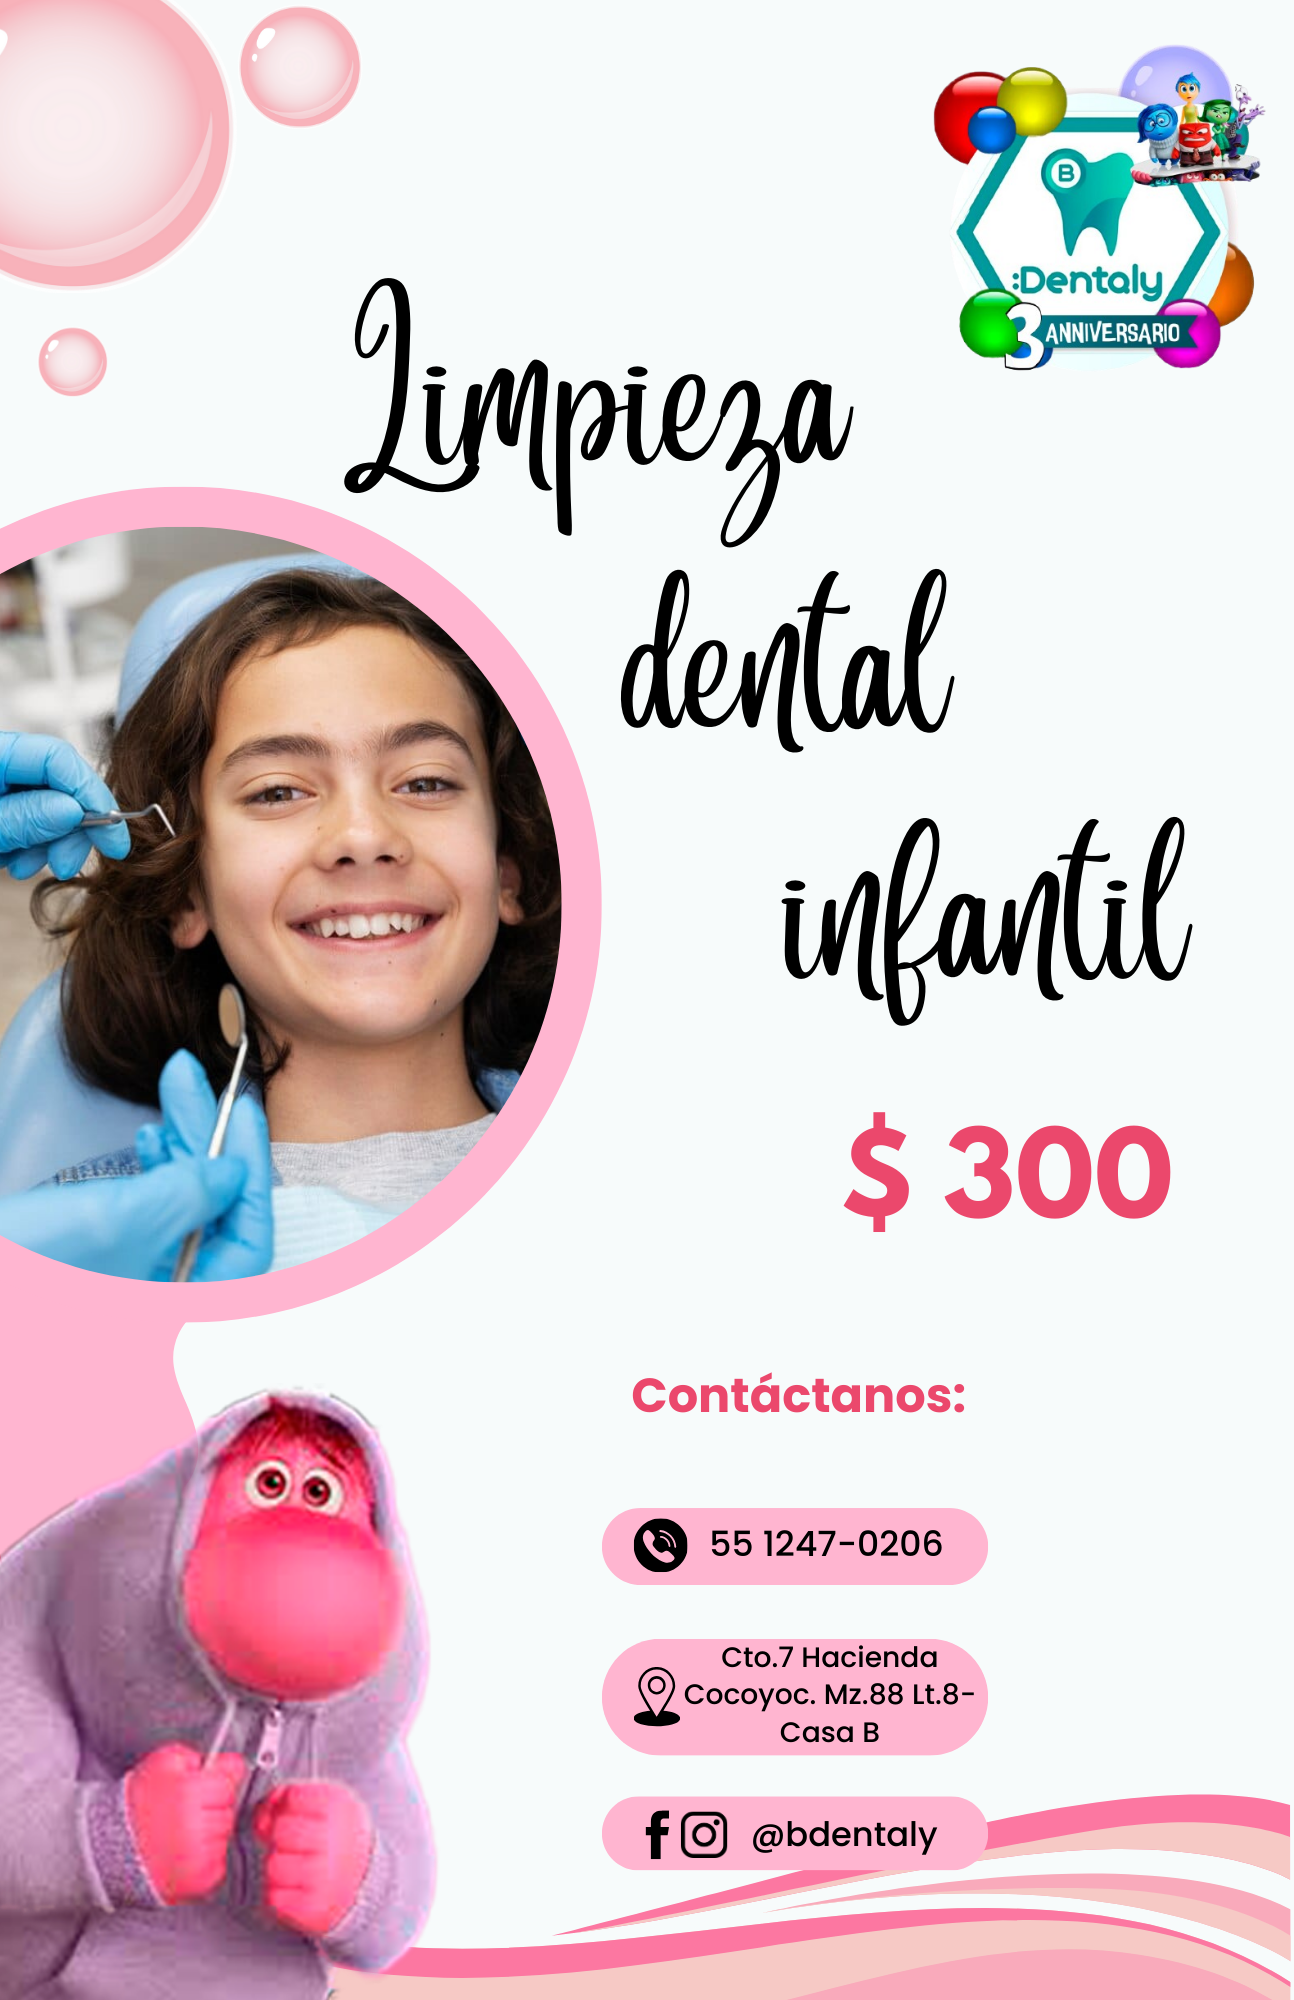 B
:Dentaly
3 ANNIVERSARIO
Limpieza
dental
infantil
$ 300
Contáctanos:
55 1247-0206
Cto.7 Hacienda
Cocoyoc. Mz.88 Lt.8-
Casa B
@bdentaly